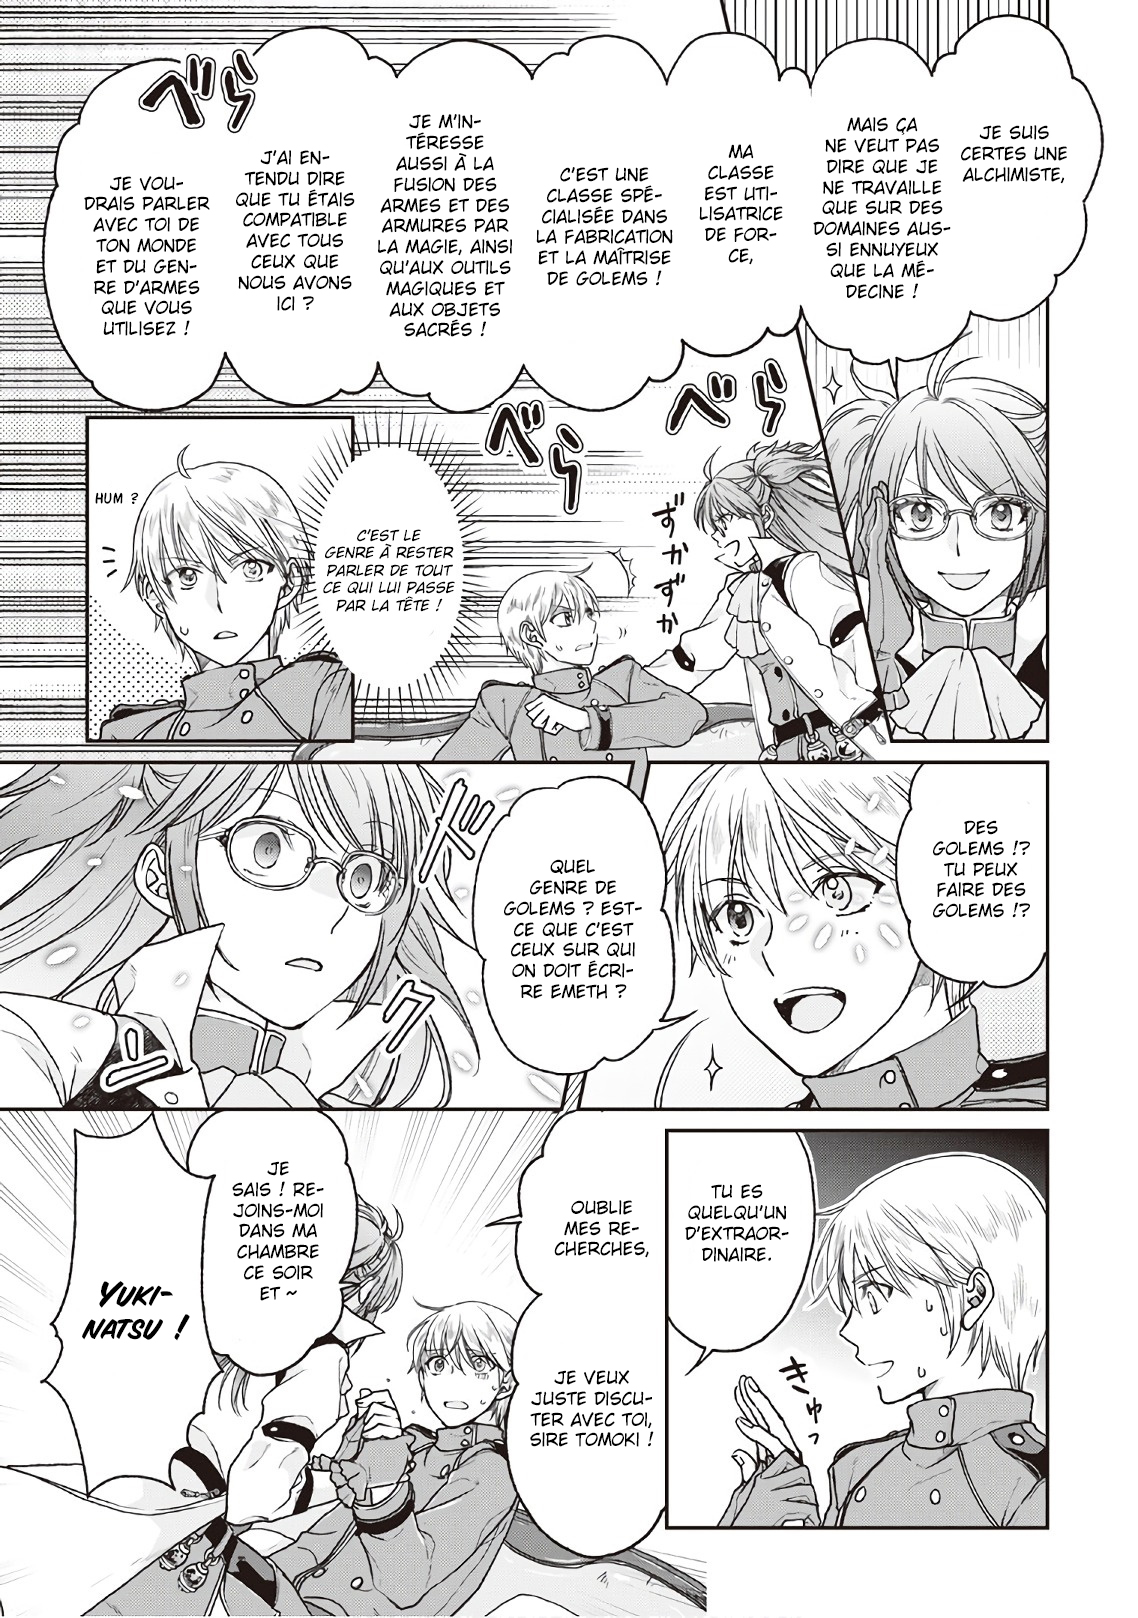 JE SUIS
CERTES UNE
ALCHIMISTE,
MAIS ÇA
NE VEUT PAS
DIRE QUE JE
NE TRAVAILLE
QUE SUR DES
DOMAINES AUS-
SI ENNUYEUX
QUE LA MÉ-
DECINE !
MA
CLASSE
EST UTI-
LISATRICE
DE FOR-
CE,
C'EST UNE
CLASSE SPÉ-
CIALISÉE DANS
LA FABRICATION
ET LA MAÎTRISE
DE GOLEMS !
JE M'IN-
TÉRESSE
AUSSI À LA
FUSION DES
ARMES ET DES
ARMURES PAR
LA MAGIE, AINSI
QU'AUX OUTILS
MAGIQUES ET
AUX OBJETS
SACRÉS !
J'AI EN-
TENDU DIRE
QUE TU ÉTAIS
COMPATIBLE
AVEC TOUS
CEUX QUE
NOUS AVONS
ICI ?
JE VOU-
DRAIS PARLER
AVEC TOI DE
TON MONDE
ET DU GEN-
RE D'ARMES
QUE VOUS
UTILISEZ !
べら
べら
べら
ずかずか
C'EST LE
GENRE À RESTER
PARLER DE TOUT
CE QUI LUI PASSE
PAR LA TÊTE !
HUM ?
DES
GOLEMS !?
TU PEUX
FAIRE DES
GOLEMS !?
QUEL
GENRE DE
GOLEMS ? EST-
CE QUE C'EST
CEUX SUR QUI
ON DOIT ÉCRI-
RE EMETH ?
ドックーン
TU ES
QUELQU'UN
D'EXTRAOR-
DINAIRE.
きゅっ
OUBLIE
MES RE-
CHERCHES,
JE VEUX
JUSTE DISCU-
TER AVEC TOI,
SIRE TOMOKI !
JE
SAIS ! RE-
JOINS-MOI
DANS MA
CHAMBRE
CE SOIR
ET ~
YUKI-
NATSU !